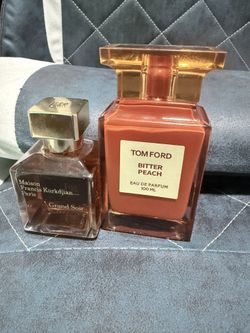 Maison
Francis Kurkdjian
Paris
Grand Soir
TOM FORD
BITTER
PEACH
EAU DE PARFUM
100 ML